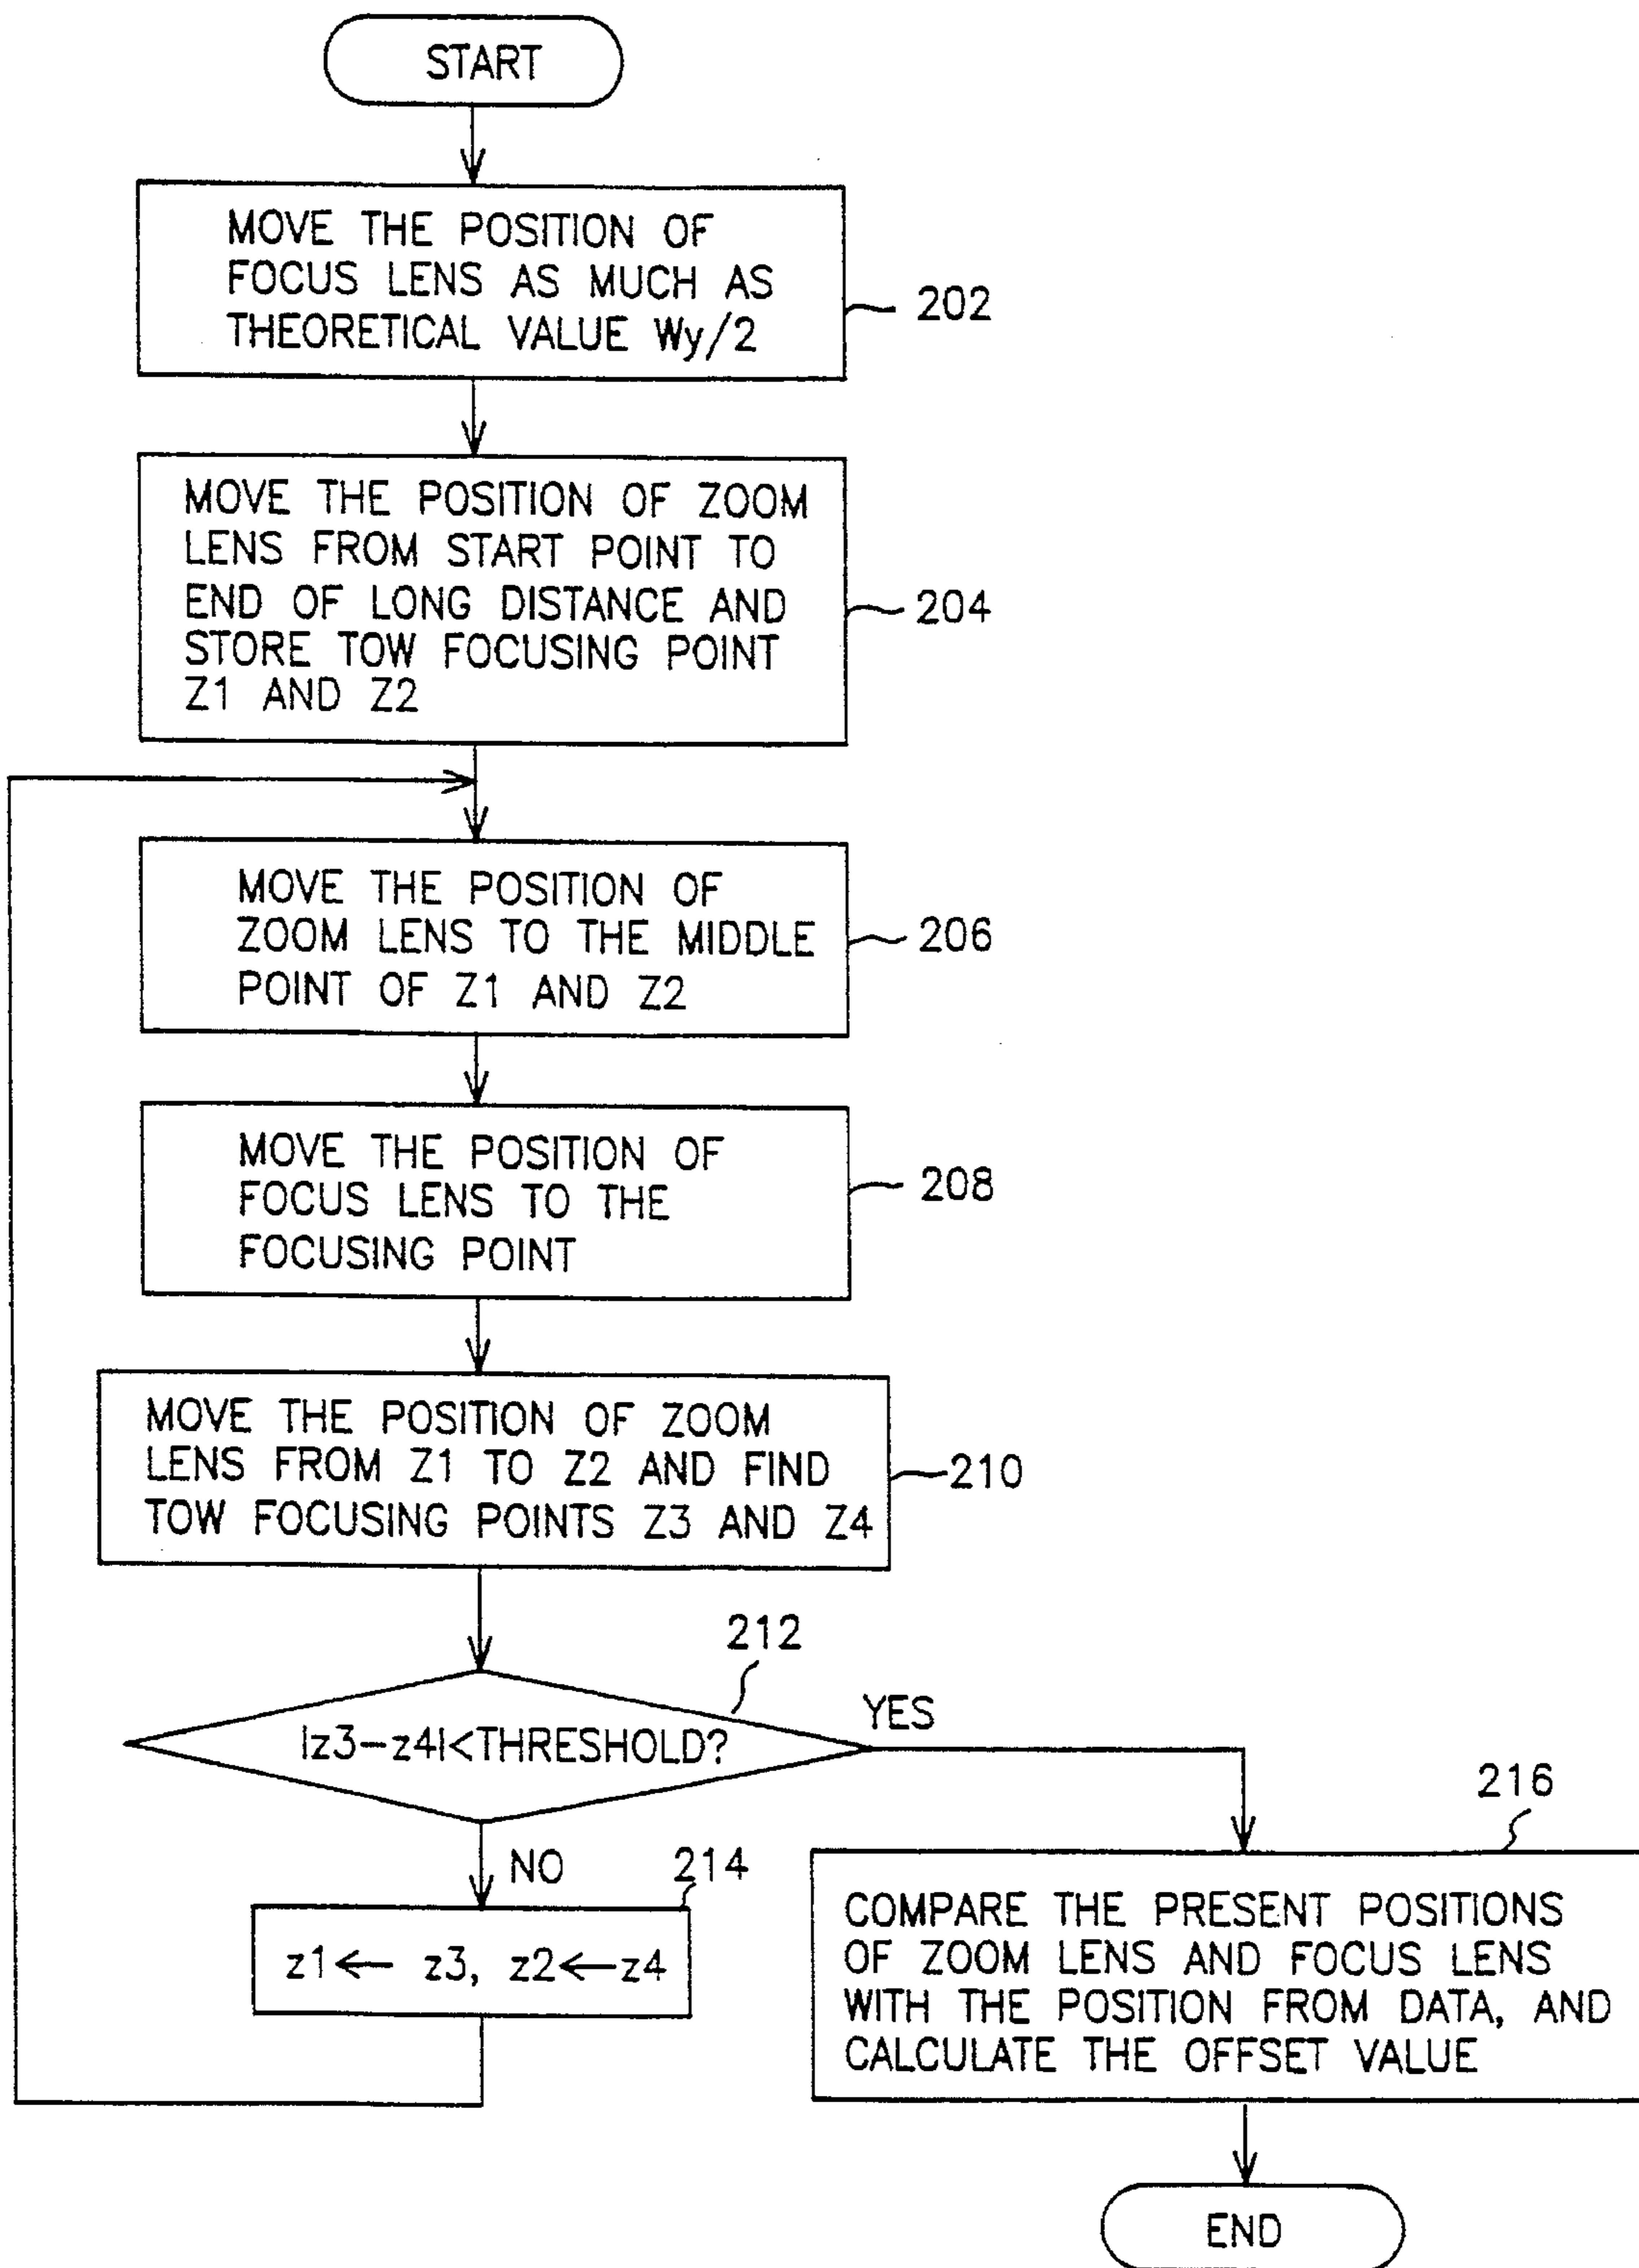 START
MOVE THE POSITION OF
FOCUS LENS AS MUCH AS
THEORETICAL VALUE Wy/2
202
MOVE THE POSITION OF ZOOM
LENS FROM START POINT TO
END OF LONG DISTANCE AND
STORE TOW FOCUSING POINT
Z1 AND Z2
204
MOVE THE POSITION OF
ZOOM LENS TO THE MIDDLE
POINT OF Z1 AND Z2
206
MOVE THE POSITION OF
FOCUS LENS TO THE
FOCUSING POINT
208
MOVE THE POSITION OF ZOOM
LENS FROM Z1 TO Z2 AND FIND
TOW FOCUSING POINTS Z3 AND Z4
210
212
|z3-z4|<THRESHOLD?
YES
NO
214
z1← z3, z2←z4
216
COMPARE THE PRESENT POSITIONS
OF ZOOM LENS AND FOCUS LENS
WITH THE POSITION FROM DATA, AND
CALCULATE THE OFFSET VALUE
END